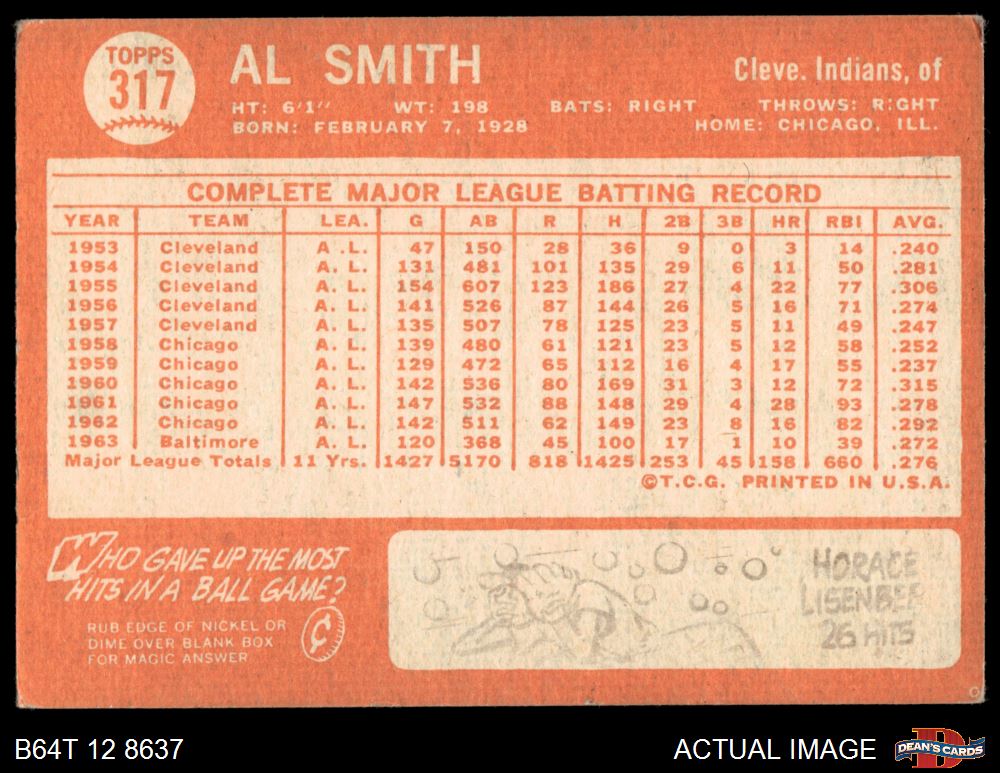 TOPPS
317
AL SMITH
Cleve. Indians, of
HT: 6'1" WT: 198 BATS: RIGHT THROWS: RIGHT
BORN: FEBRUARY 7, 1928 HOME: CHICAGO, ILL.
COMPLETE MAJOR LEAGUE BATTING RECORD
YEAR TEAM LEA. G AB R H 2B 3B HR RBI AVG.
1953 Cleveland A.L. 47 150 28 36 9 0 3 14 .240
1954 Cleveland A. L. 131 481 101 135 29 6 11 50 .281
1955 Cleveland A. L. 154 607 123 186 27 4 22 77 .306
1956 Cleveland A. L. 141 526 87 144 26 5 16 71 .274
1957 Cleveland A. L. 135 507 78 125 23 5 11 49 .247
1958 Chicago A. L. 139 480 61 121 23 5 12 58 .252
1959 Chicago A. L. 129 472 65 112 16 4 17 55 .237
1960 Chicago A. L. 142 536 80 169 31 3 12 72 .315
1961 Chicago A. L. 147 532 88 148 29 4 28 93 .278
1962 Chicago A. L. 142 511 62 149 23 8 16 82 .292
1963 Baltimore A. L. 120 368 45 100 17 1 10 39 .272
Major League Totals 11 Yrs. 1427 5170 818 1425 253 45 158 660 .276
©T.C.G. PRINTED IN U.S.A.
WHO GAVE UP THE MOST
HITS IN A BALL GAME?
RUB EDGE OF NICKEL OR
DIME OVER BLANK BOX
FOR MAGIC ANSWER
¢
HORACE
LISENBEE
26 HITS
B64T 12 8637
ACTUAL IMAGE
D
DEAN'S CARDS